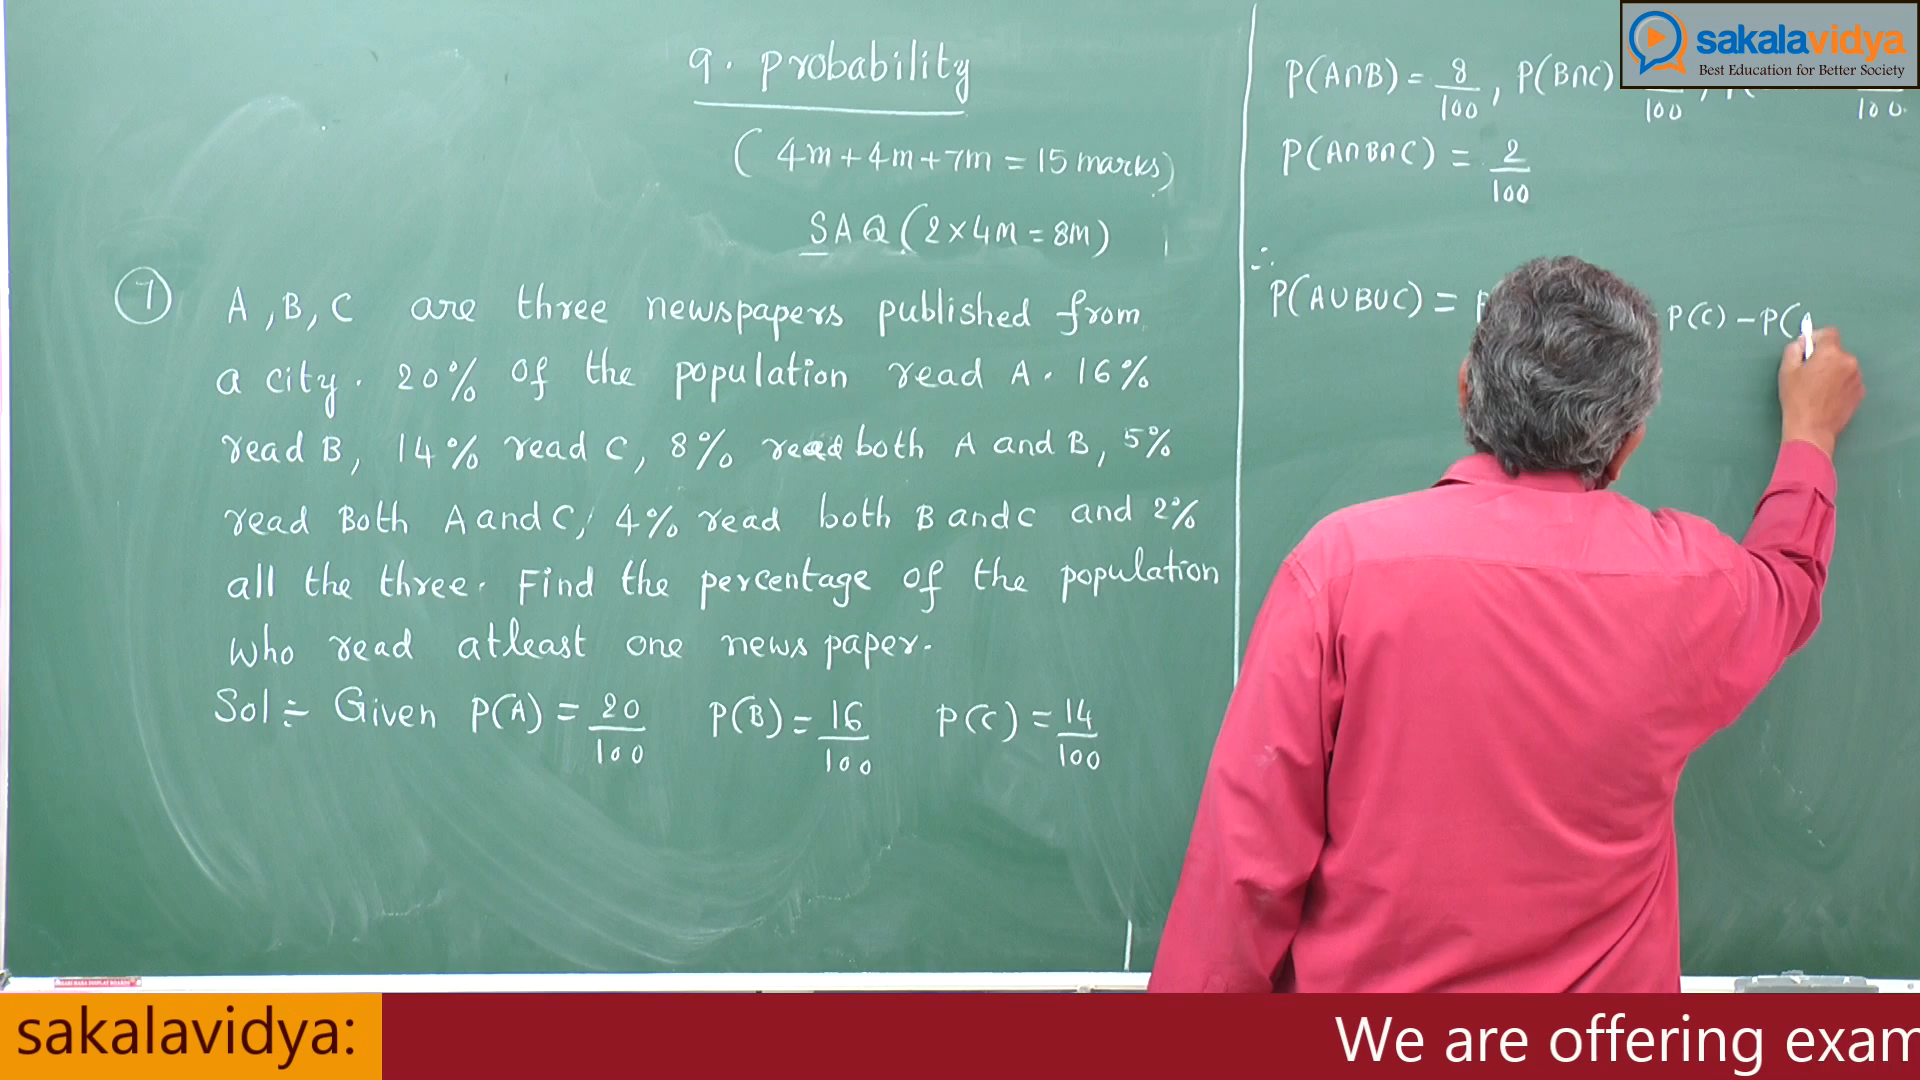 9. Probability
(4m+4m+7m = 15 marks)
SAQ (2×4m = 8m)
7 A, B, C are three newspapers published from
a city. 20% of the population read A. 16%
read B, 14% read C, 8% read both A and B, 5%
read Both A and C, 4% read both B and C and 2%
all the three. Find the percentage of the population
who read atleast one news paper.
Sol:- Given P(A) = 20/100 P(B) = 16/100 P(C) = 14/100
P(A∩B) = 8/100, P(B∩C) /100, /100
P(A∩B∩C) = 2/100
∴ P(A∪B∪C) = P(C) - P(
sakalavidya
Best Education for Better Society
sakalavidya:
We are offering exam